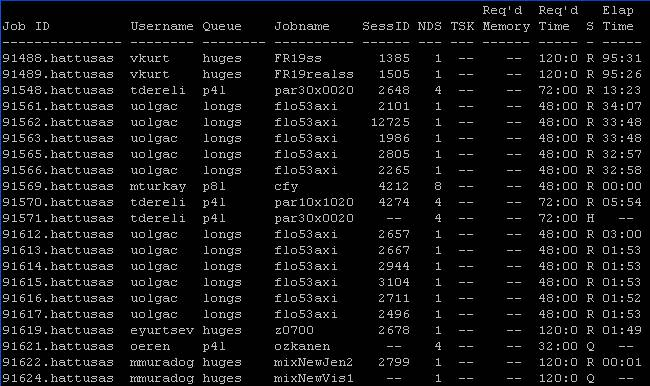 Req'd  Req'd   Elap
Job ID          Username Queue    Jobname    SessID NDS TSK Memory Time  S Time
--------------- -------- -------- ---------- ------ --- --- ------ ----- - -----
91488.hattusas  vkurt    huges    FR19ss       1385   1  --     -- 120:0 R 95:31
91489.hattusas  vkurt    huges    FR19realss   1505   1  --     -- 120:0 R 95:26
91548.hattusas  tdereli  p4l      par30x0020   2648   4  --     -- 72:00 R 13:23
91561.hattusas  uolgac   longs    flo53axi     2101   1  --     -- 48:00 R 34:07
91562.hattusas  uolgac   longs    flo53axi    12725   1  --     -- 48:00 R 33:48
91563.hattusas  uolgac   longs    flo53axi     1986   1  --     -- 48:00 R 33:48
91565.hattusas  uolgac   longs    flo53axi     2805   1  --     -- 48:00 R 32:57
91566.hattusas  uolgac   longs    flo53axi     2265   1  --     -- 48:00 R 32:58
91569.hattusas  mturkay  p8l      cfy          4212   8  --     -- 48:00 R 00:00
91570.hattusas  tdereli  p4l      par10x1020   4274   4  --     -- 72:00 R 05:54
91571.hattusas  tdereli  p4l      par30x0020     --   4  --     -- 72:00 H   --
91612.hattusas  uolgac   longs    flo53axi     2657   1  --     -- 48:00 R 03:00
91613.hattusas  uolgac   longs    flo53axi     2667   1  --     -- 48:00 R 01:53
91614.hattusas  uolgac   longs    flo53axi     2944   1  --     -- 48:00 R 01:53
91615.hattusas  uolgac   longs    flo53axi     3104   1  --     -- 48:00 R 01:53
91616.hattusas  uolgac   longs    flo53axi     2711   1  --     -- 48:00 R 01:52
91617.hattusas  uolgac   longs    flo53axi     2496   1  --     -- 48:00 R 01:53
91619.hattusas  eyurtsev huges    z0700        2678   1  --     -- 120:0 R 01:49
91621.hattusas  oeren    p4l      ozkanen        --   4  --     -- 32:00 Q   --
91622.hattusas  mmuradog huges    mixNewJen2   2799   1  --     -- 120:0 R 00:01
91624.hattusas  mmuradog huges    mixNewVis1     --   1  --     -- 120:0 Q   --